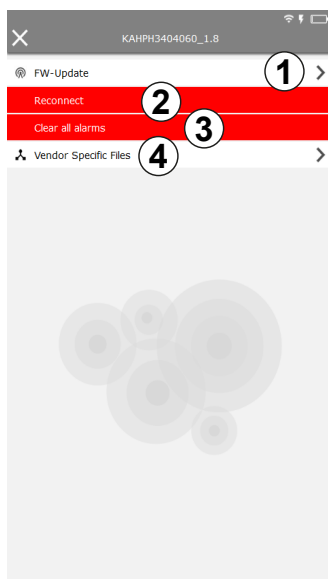 KAHPH3404060_1.8
FW-Update 1
Reconnect 2
Clear all alarms 3
Vendor Specific Files 4